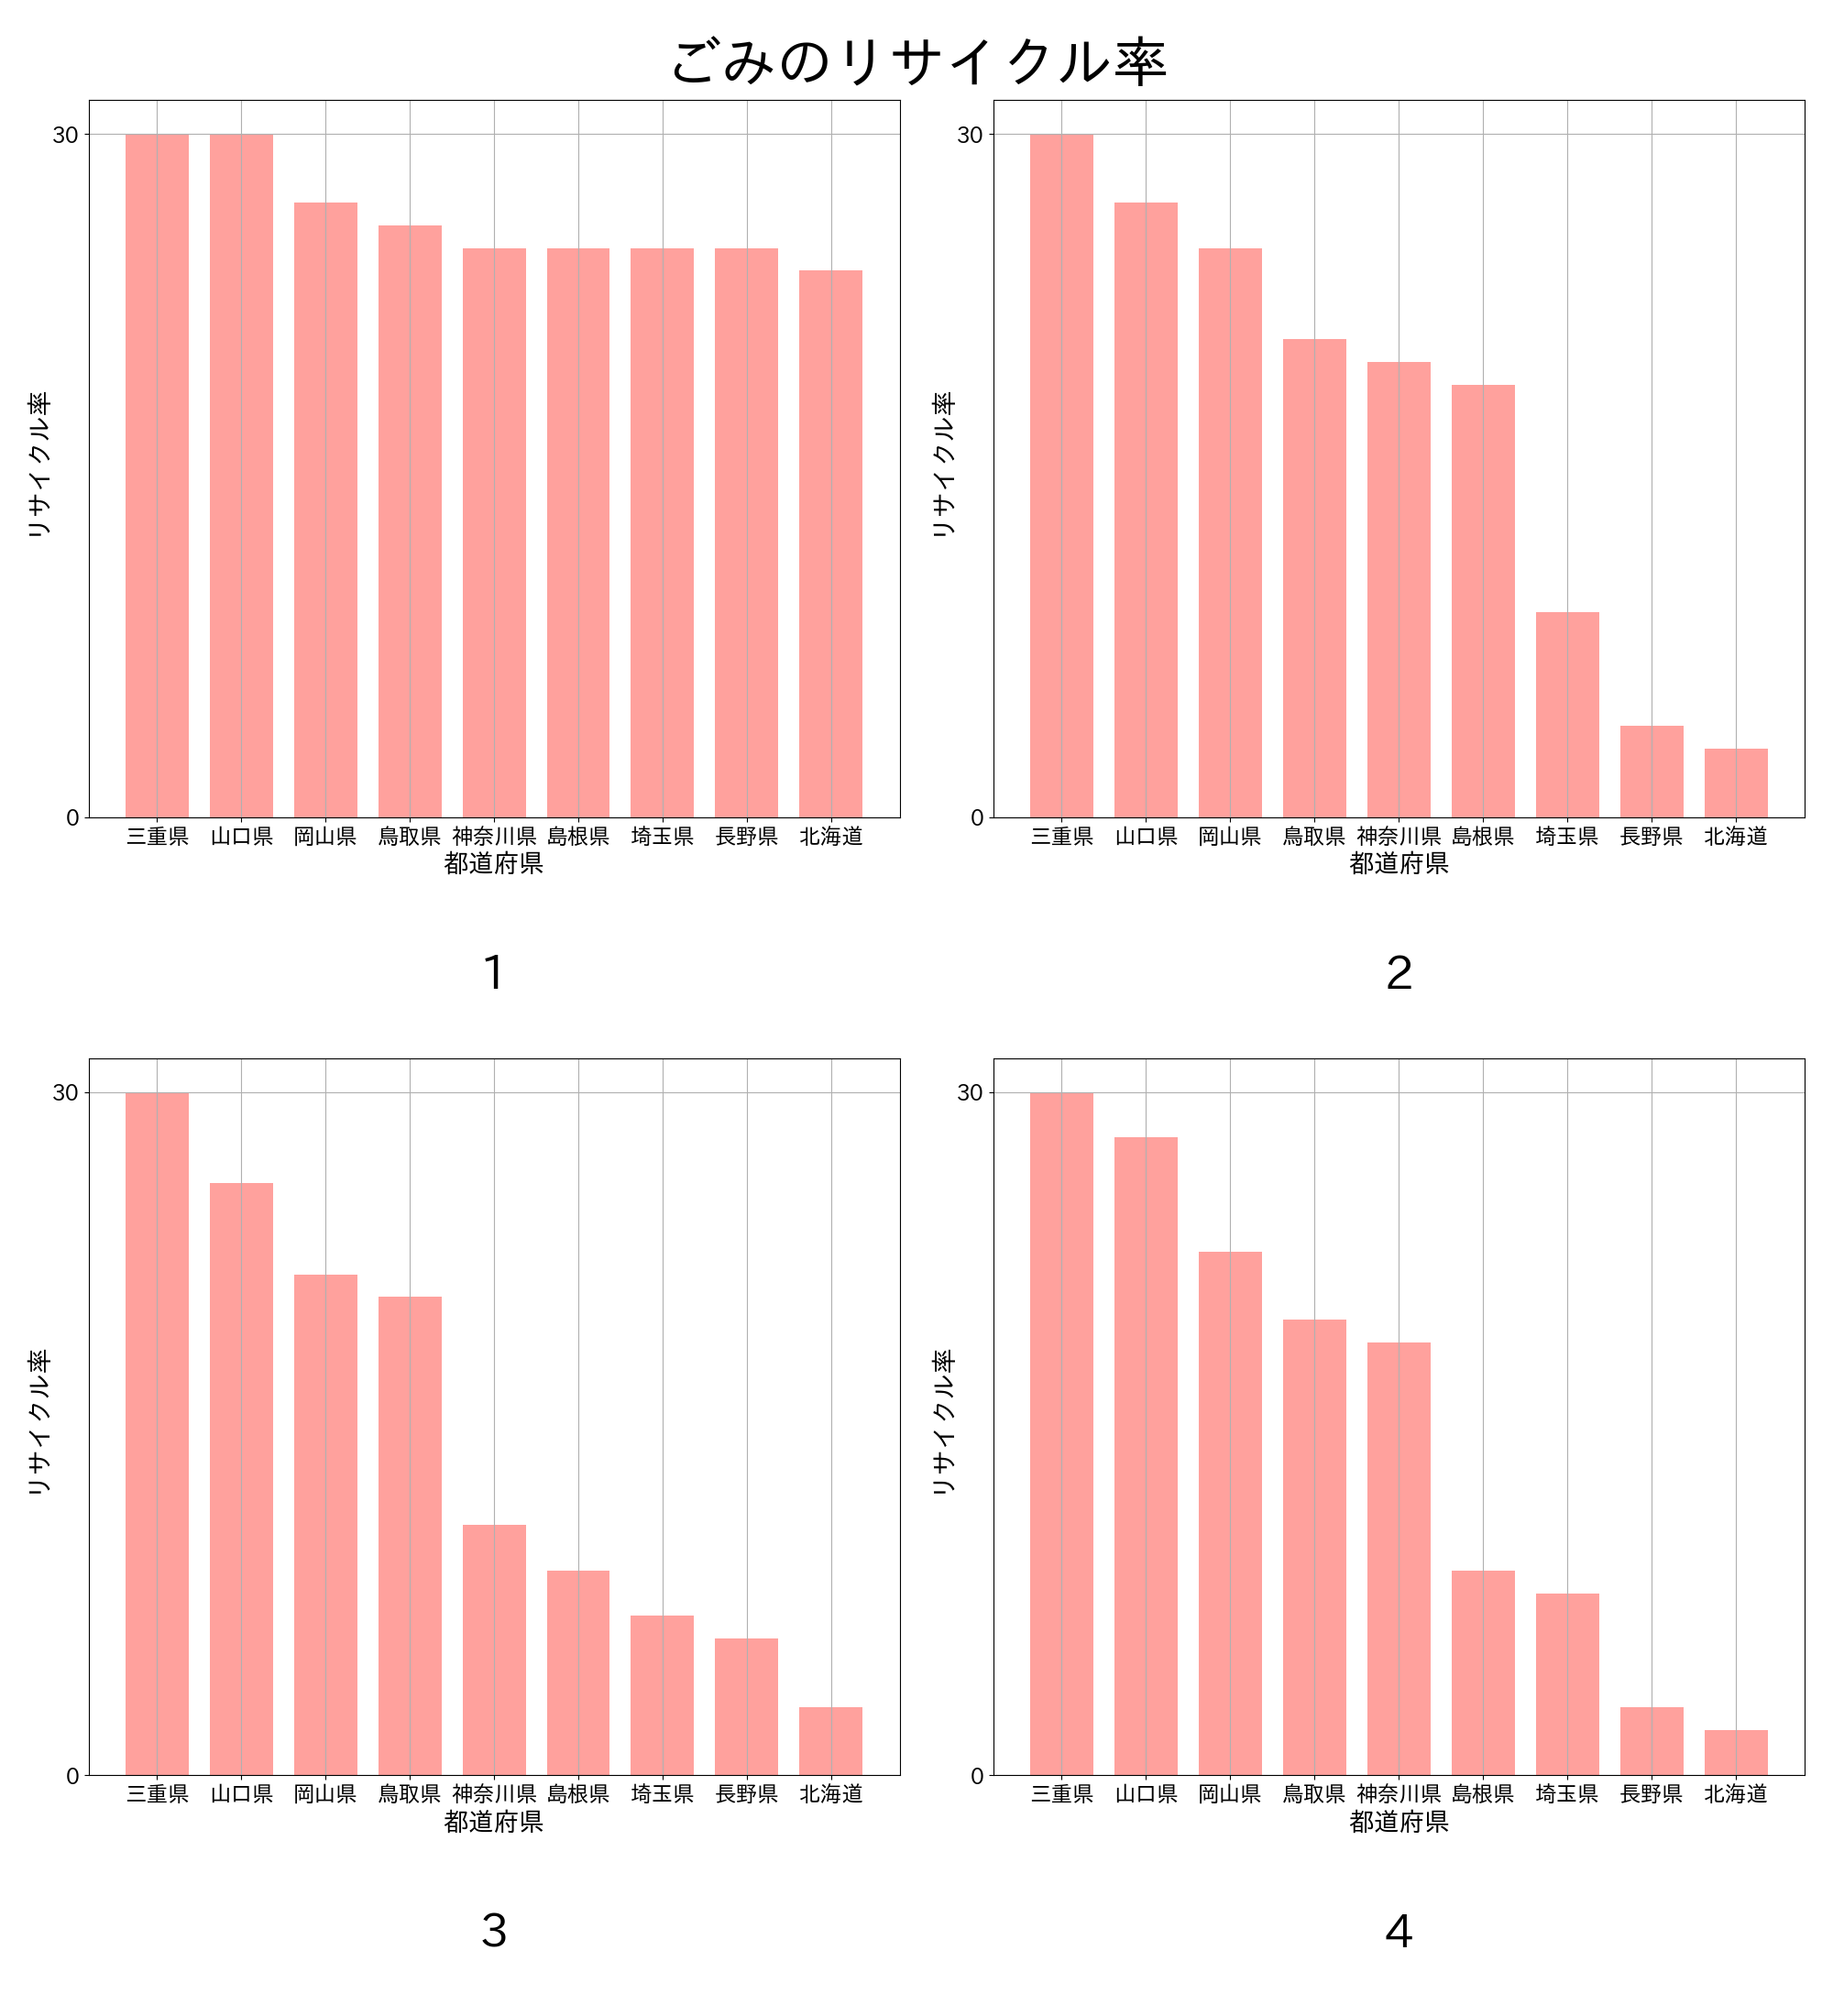 ごみのリサイクル率
30
0
リサイクル率
三重県 山口県 岡山県 鳥取県 神奈川県 島根県 埼玉県 長野県 北海道
都道府県
1
30
0
リサイクル率
三重県 山口県 岡山県 鳥取県 神奈川県 島根県 埼玉県 長野県 北海道
都道府県
2
30
0
リサイクル率
三重県 山口県 岡山県 鳥取県 神奈川県 島根県 埼玉県 長野県 北海道
都道府県
3
30
0
リサイクル率
三重県 山口県 岡山県 鳥取県 神奈川県 島根県 埼玉県 長野県 北海道
都道府県
4